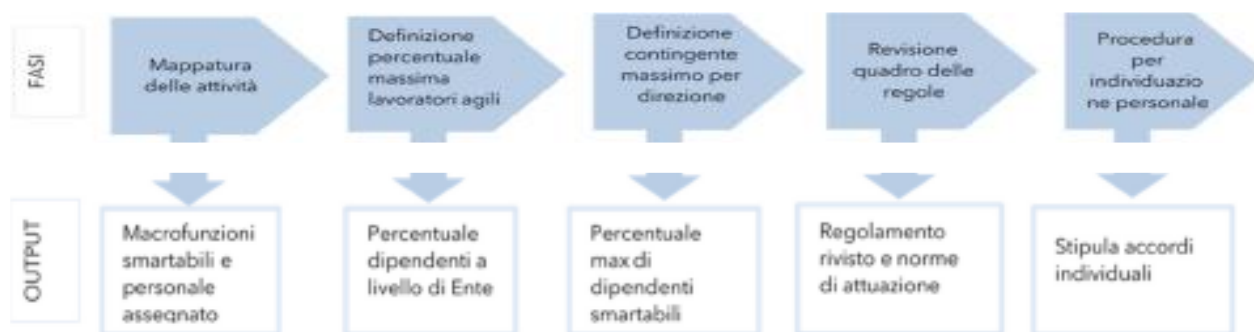 FASI
Mappatura
delle attività
Definizione
percentuale
massima
lavoratori agili
Definizione
contingente
massimo per
direzione
Revisione
quadro delle
regole
Procedura
per
individuazio
ne personale
OUTPUT
Macrofunzioni
smartabili e
personale
assegnato
Percentuale
dipendenti a
livello di Ente
Percentuale
max di
dipendenti
smartabili
Regolamento
rivisto e norme
di attuazione
Stipula accordi
individuali